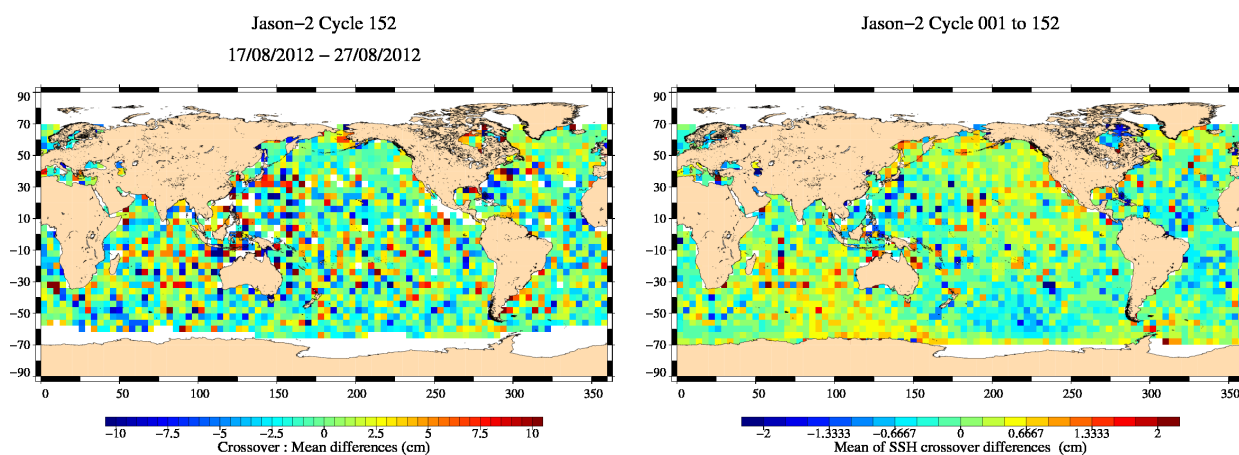 Jason−2 Cycle 152
17/08/2012 − 27/08/2012
90
70
50
30
10
−10
−30
−50
−70
−90
0 50 100 150 200 250 300 350
−10 −7.5 −5 −2.5 0 2.5 5 7.5 10
Crossover : Mean differences (cm)
Jason−2 Cycle 001 to 152
90
70
50
30
10
−10
−30
−50
−70
−90
0 50 100 150 200 250 300 350
−2 −1.3333 −0.6667 0 0.6667 1.3333 2
Mean of SSH crossover differences (cm)